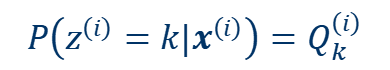 P(z^{(i)} = k|x^{(i)}) = Q_k^{(i)}